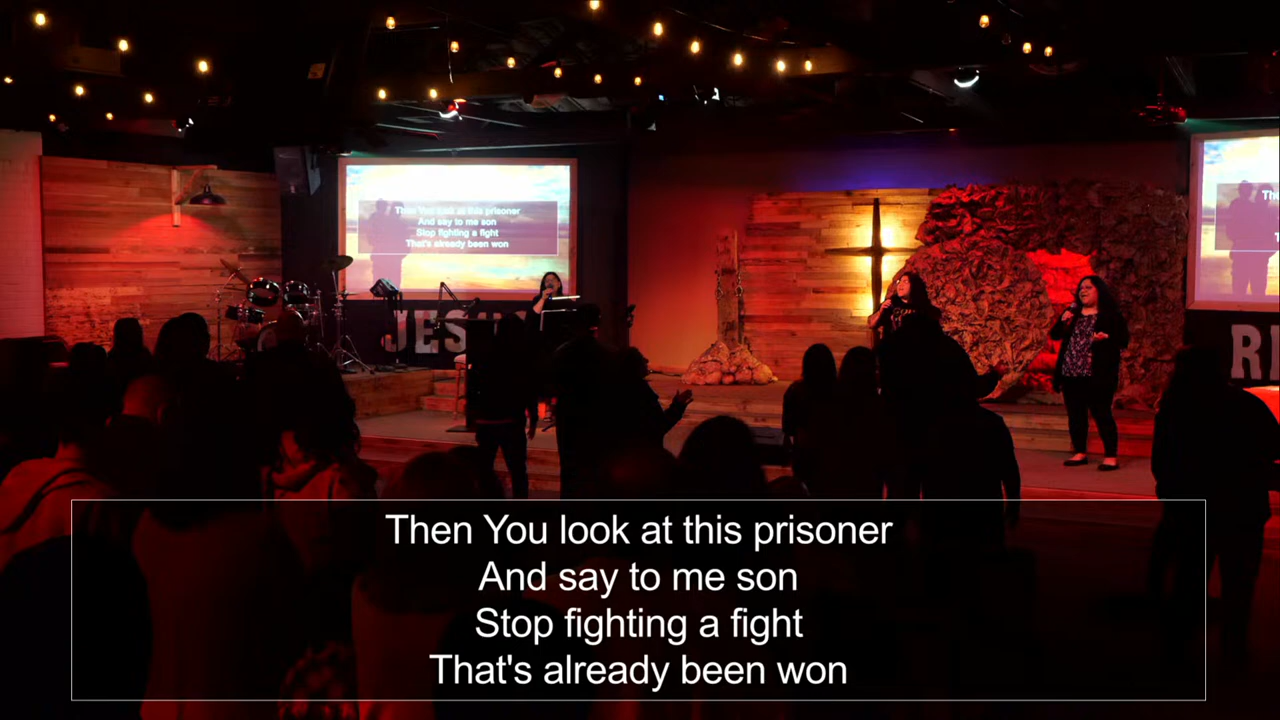 Then You look at this prisoner
And say to me son
Stop fighting a fight
That's already been won
JES
R
Then You look at this prisoner
And say to me son
Stop fighting a fight
That's already been won